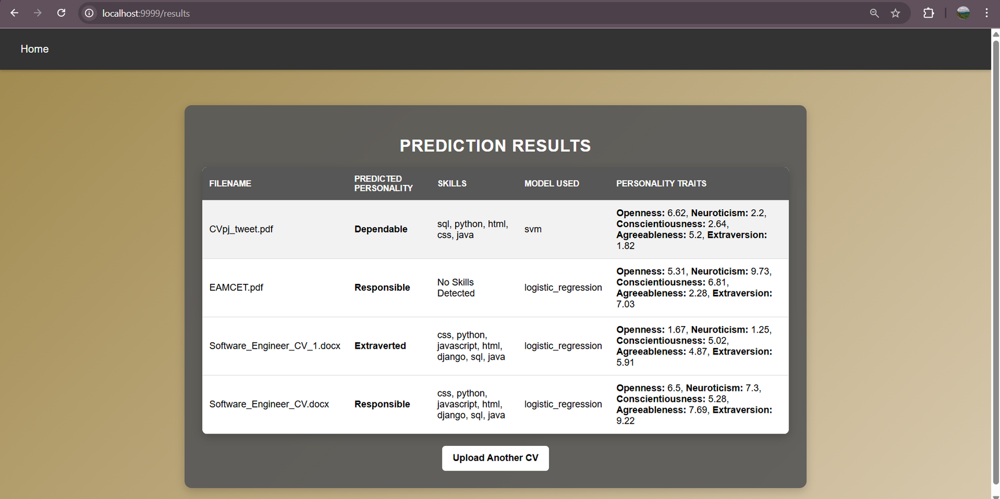 localhost:9999/results
Home
PREDICTION RESULTS
FILENAME
PREDICTED
PERSONALITY
SKILLS
MODEL USED
PERSONALITY TRAITS
CVpj_tweet.pdf
Dependable
sql, python, html,
css, java
svm
Openness: 6.62, Neuroticism: 2.2,
Conscientiousness: 2.64,
Agreeableness: 5.2, Extraversion:
1.82
EAMCET.pdf
Responsible
No Skills
Detected
logistic_regression
Openness: 5.31, Neuroticism: 9.73,
Conscientiousness: 6.81,
Agreeableness: 2.28, Extraversion:
7.03
Software_Engineer_CV_1.docx
Extraverted
css, python,
javascript, html,
django, sql, java
logistic_regression
Openness: 1.67, Neuroticism: 1.25,
Conscientiousness: 5.02,
Agreeableness: 4.87, Extraversion:
5.91
Software_Engineer_CV.docx
Responsible
css, python,
javascript, html,
django, sql, java
logistic_regression
Openness: 6.5, Neuroticism: 7.3,
Conscientiousness: 5.28,
Agreeableness: 7.69, Extraversion:
9.22
Upload Another CV